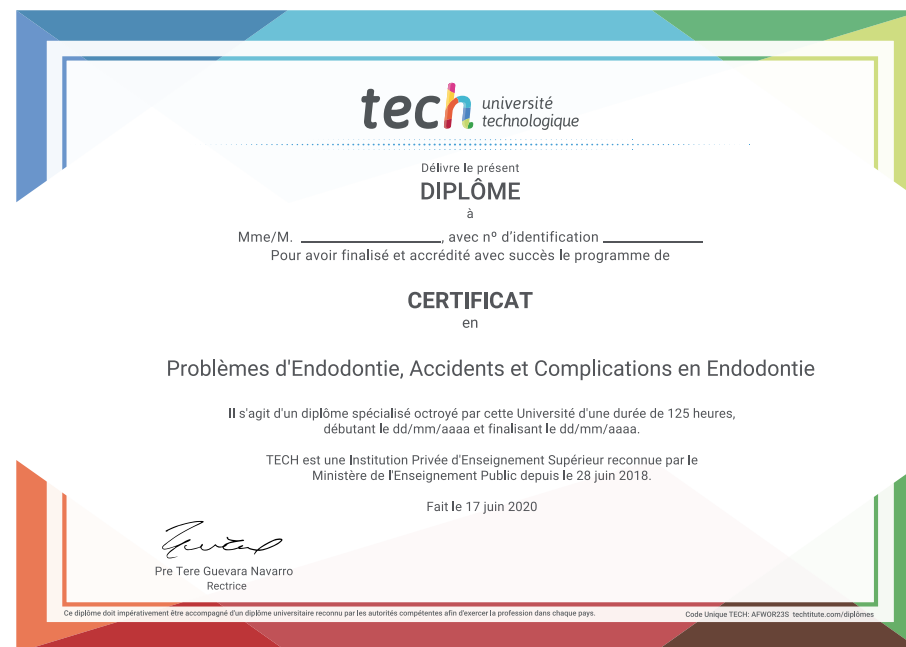 tech université
technologique
Délivre le présent
DIPLÔME
à
Mme/M. ____________________, avec nº d'identification ______________
Pour avoir finalisé et accrédité avec succès le programme de
CERTIFICAT
en
Problèmes d'Endodontie, Accidents et Complications en Endodontie
Il s'agit d'un diplôme spécialisé octroyé par cette Université d'une durée de 125 heures,
débutant le dd/mm/aaaa et finalisant le dd/mm/aaaa.
TECH est une Institution Privée d'Enseignement Supérieur reconnue par le
Ministère de l'Enseignement Public depuis le 28 juin 2018.
Fait le 17 juin 2020
Pre Tere Guevara Navarro
Rectrice
Ce diplôme doit impérativement être accompagné d'un diplôme universitaire reconnu par les autorités compétentes afin d'exercer la profession dans chaque pays.
Code Unique TECH: AFWOR23S techtitute.com/diplômes